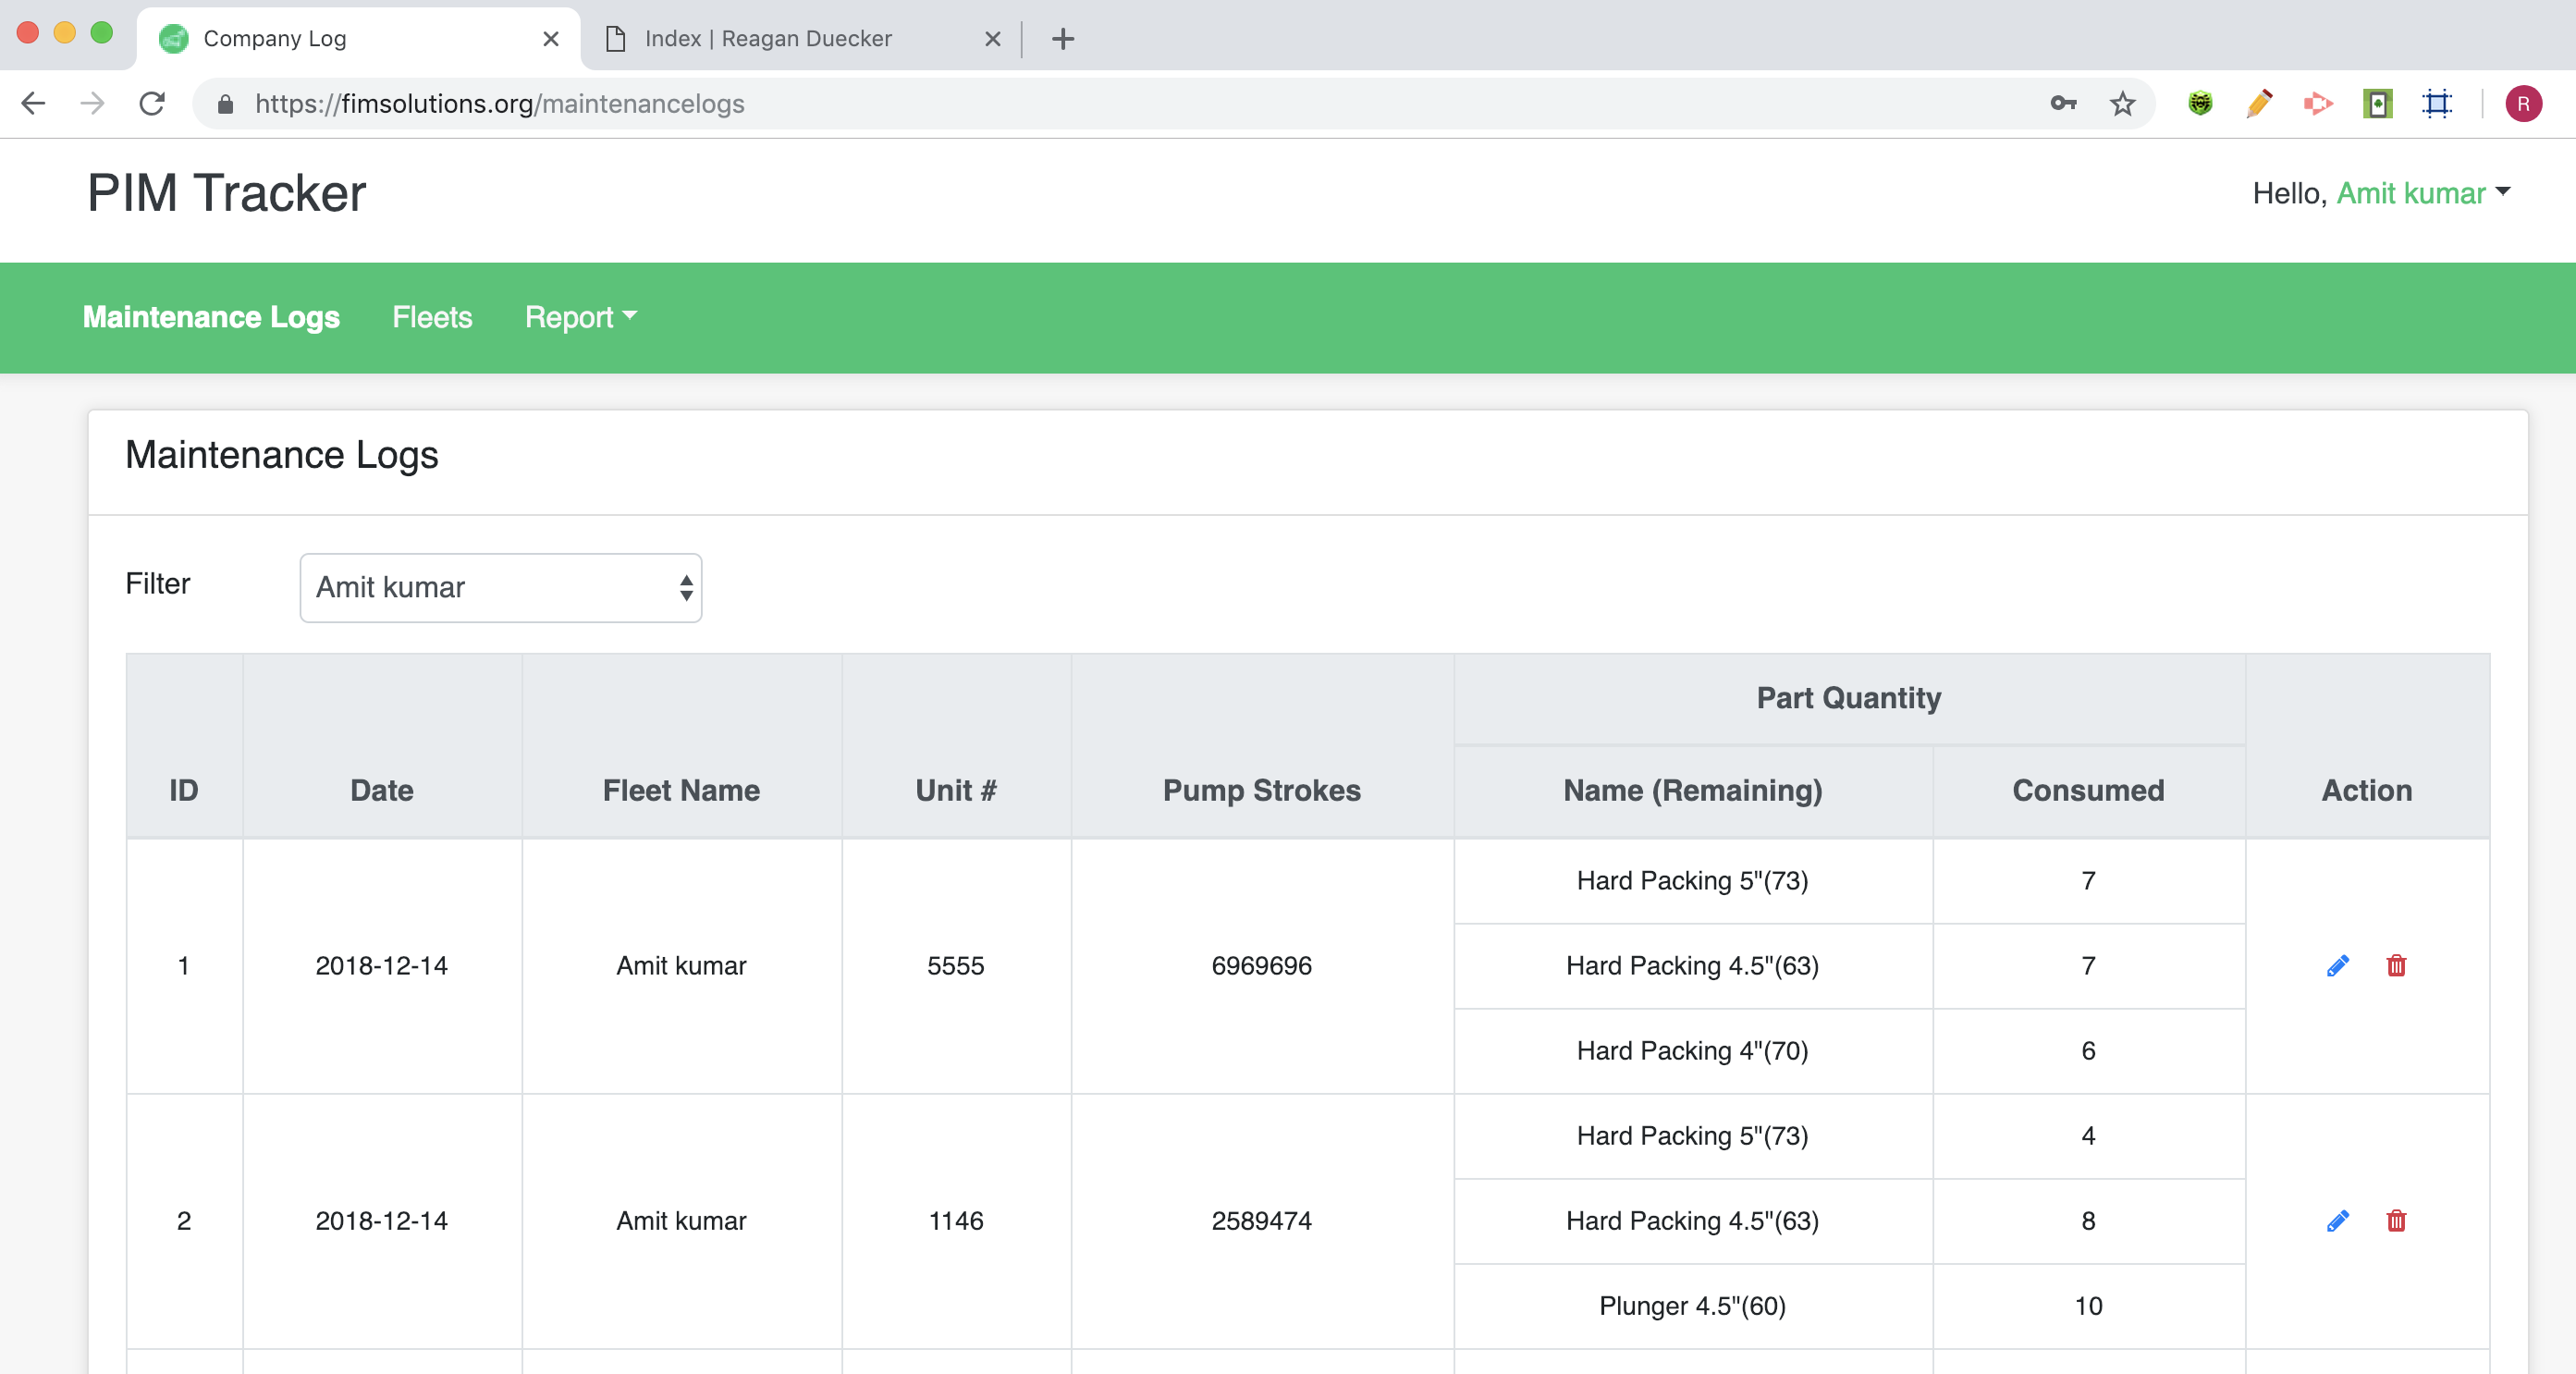 Company Log
Index | Reagan Duecker
https://fimsolutions.org/maintenancelogs
R
PIM Tracker
Hello, Amit kumar
Maintenance Logs Fleets Report
Maintenance Logs
Filter Amit kumar
Part Quantity
ID Date Fleet Name Unit # Pump Strokes Name (Remaining) Consumed Action
Hard Packing 5"(73) 7
1 2018-12-14 Amit kumar 5555 6969696 Hard Packing 4.5"(63) 7
Hard Packing 4"(70) 6
Hard Packing 5"(73) 4
2 2018-12-14 Amit kumar 1146 2589474 Hard Packing 4.5"(63) 8
Plunger 4.5"(60) 10